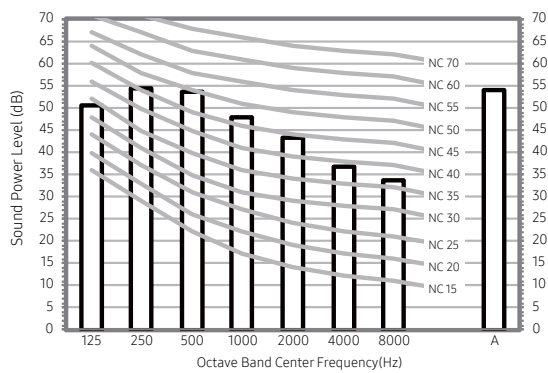 70 70
65 NC 70 65
60 NC 60 60
55 NC 55 55
50 NC 50 50
45 NC 45 45
40 NC 40 40
35 NC 35 35
30 NC 30 30
25 NC 25 25
20 NC 20 20
15 NC 15 15
10 10
5 5
0 0
Sound Power Level (dB)
125 250 500 1000 2000 4000 8000 A
Octave Band Center Frequency(Hz)